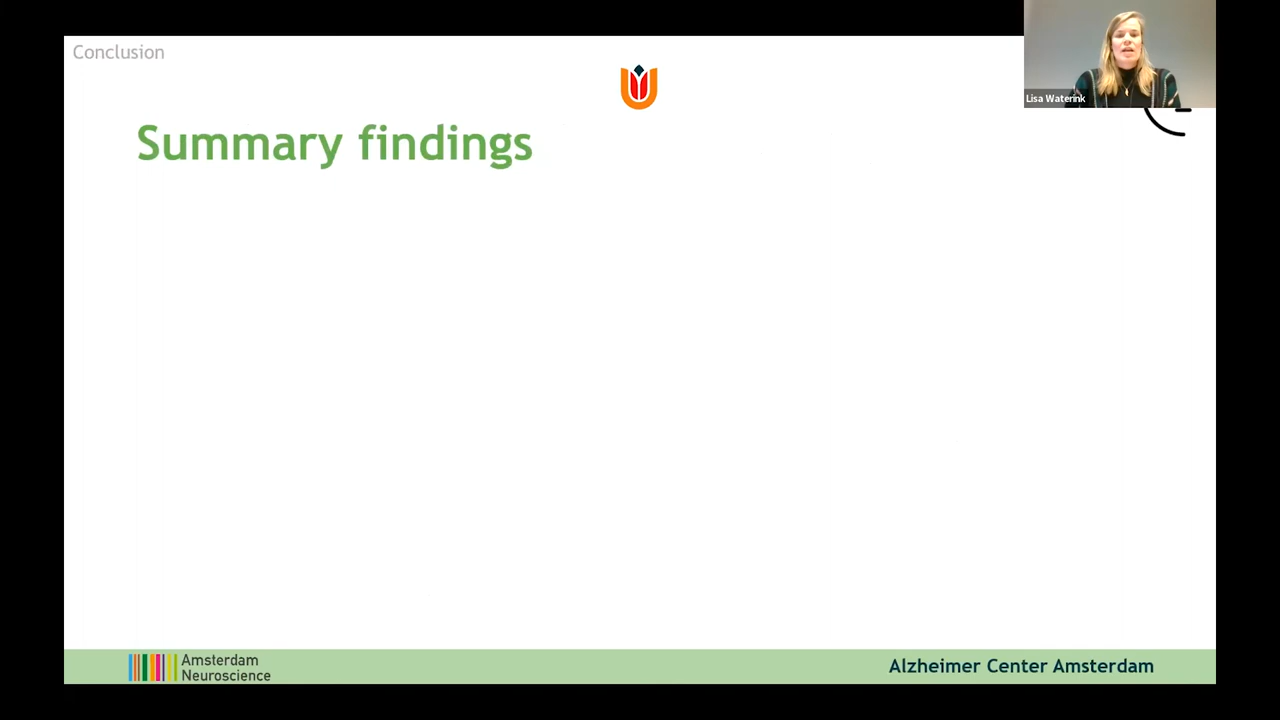 Conclusion
Lisa Waterink
Summary findings
Amsterdam
Neuroscience
Alzheimer Center Amsterdam